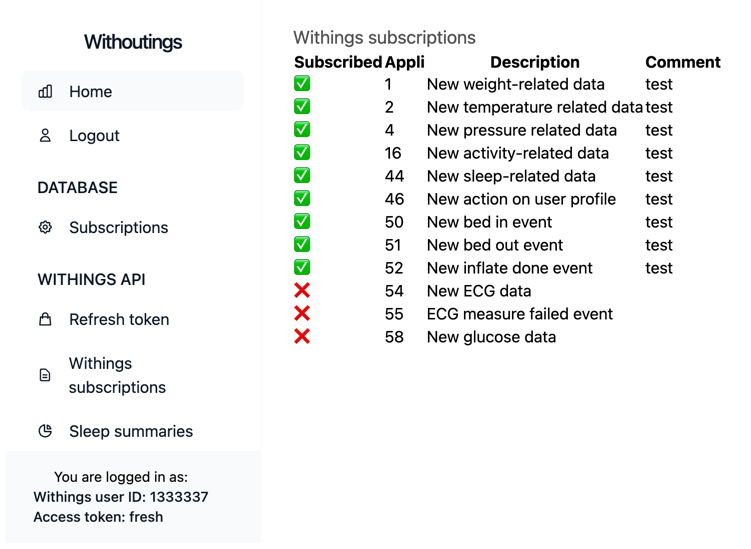 Withoutings
Home
Logout
DATABASE
Subscriptions
WITHINGS API
Refresh token
Withings
subscriptions
Sleep summaries
You are logged in as:
Withings user ID: 1333337
Access token: fresh
Withings subscriptions
Subscribed Appli Description Comment
1 New weight-related data test
2 New temperature related data test
4 New pressure related data test
16 New activity-related data test
44 New sleep-related data test
46 New action on user profile test
50 New bed in event test
51 New bed out event test
52 New inflate done event test
54 New ECG data
55 ECG measure failed event
58 New glucose data